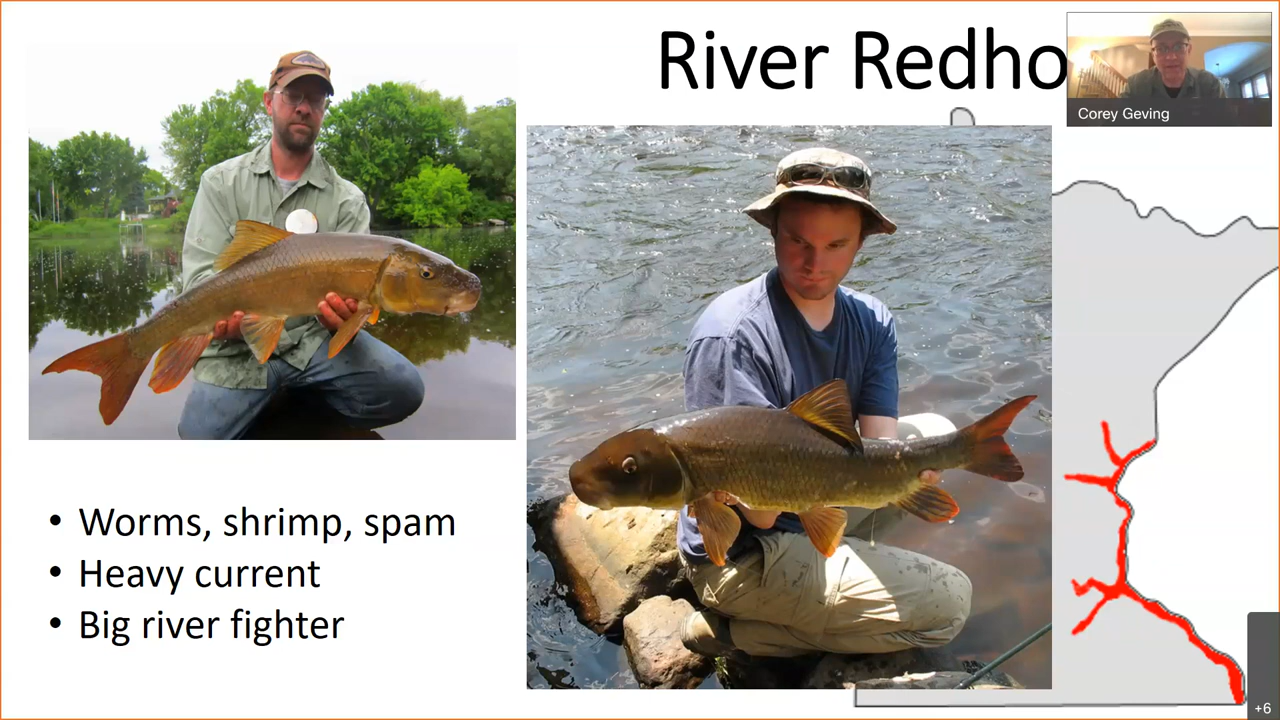 River Redho
Corey Geving
• Worms, shrimp, spam
• Heavy current
• Big river fighter
+6